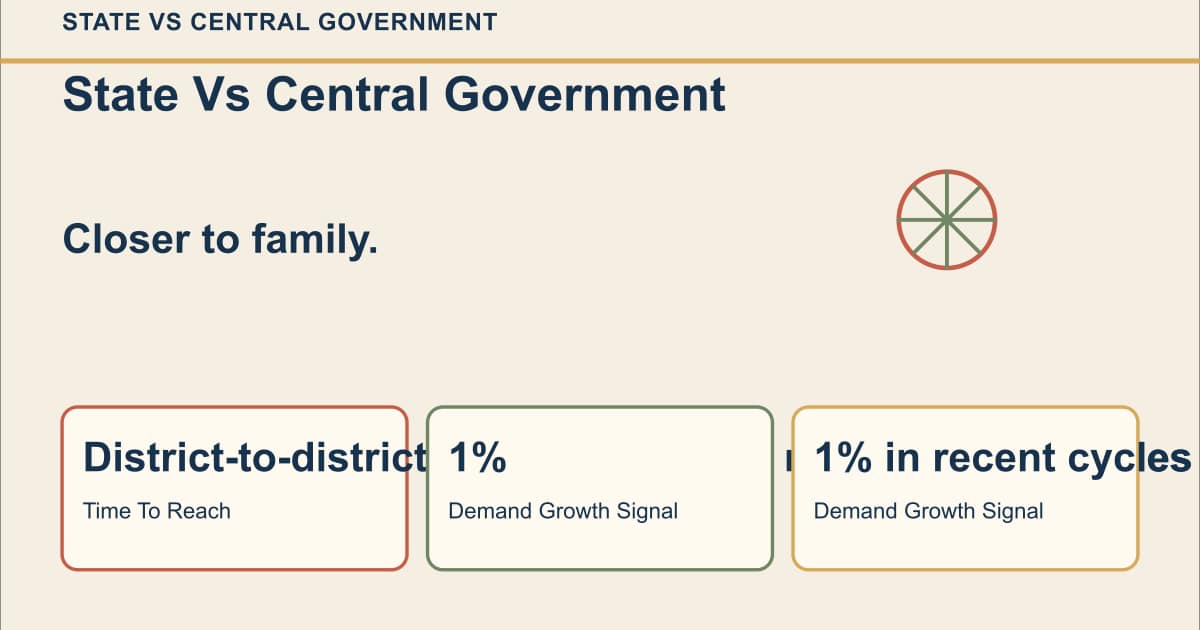 STATE VS CENTRAL GOVERNMENT
State Vs Central Government
Closer to family.
District-to-district
Time To Reach
1%
Demand Growth Signal
1% in recent cycles
Demand Growth Signal